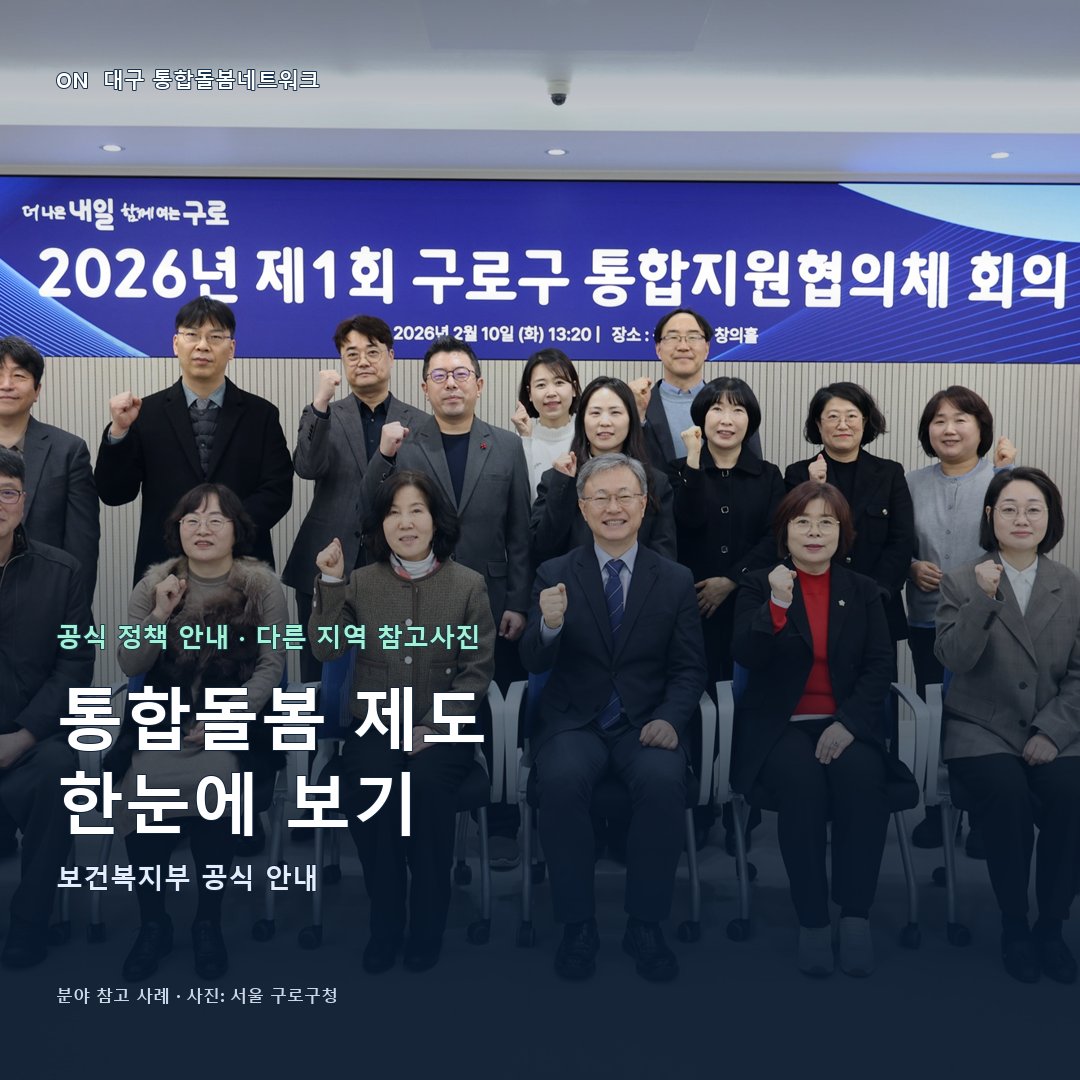 ON 대구 통합돌봄네트워크
더 나은 내일 함께 여는 구로
2026년 제1회 구로구 통합지원협의체 회의
2026년 2월 10일 (화) 13:20 | 장소 : 창의홀
공식 정책 안내 · 다른 지역 참고사진
통합돌봄 제도
한눈에 보기
보건복지부 공식 안내
분야 참고 사례 · 사진: 서울 구로구청